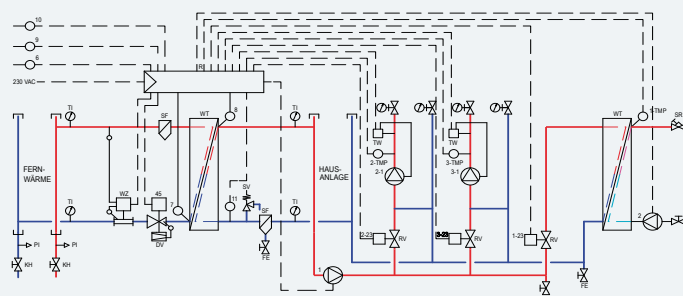 10
9
6
230 VAC
R
TI
SF
WT
8
TI
TI
TW
2-TMP
2-1
TW
3-TMP
3-1
WT
5-TMP
SR
FERN-
WÄRME
HAUS-
ANLAGE
WZ
45
7
11
SV
SF
TI
TI
DV
FE
2-23
RV
3-23
RV
1-23
RV
2
PI
PI
KH
KH
1
FE